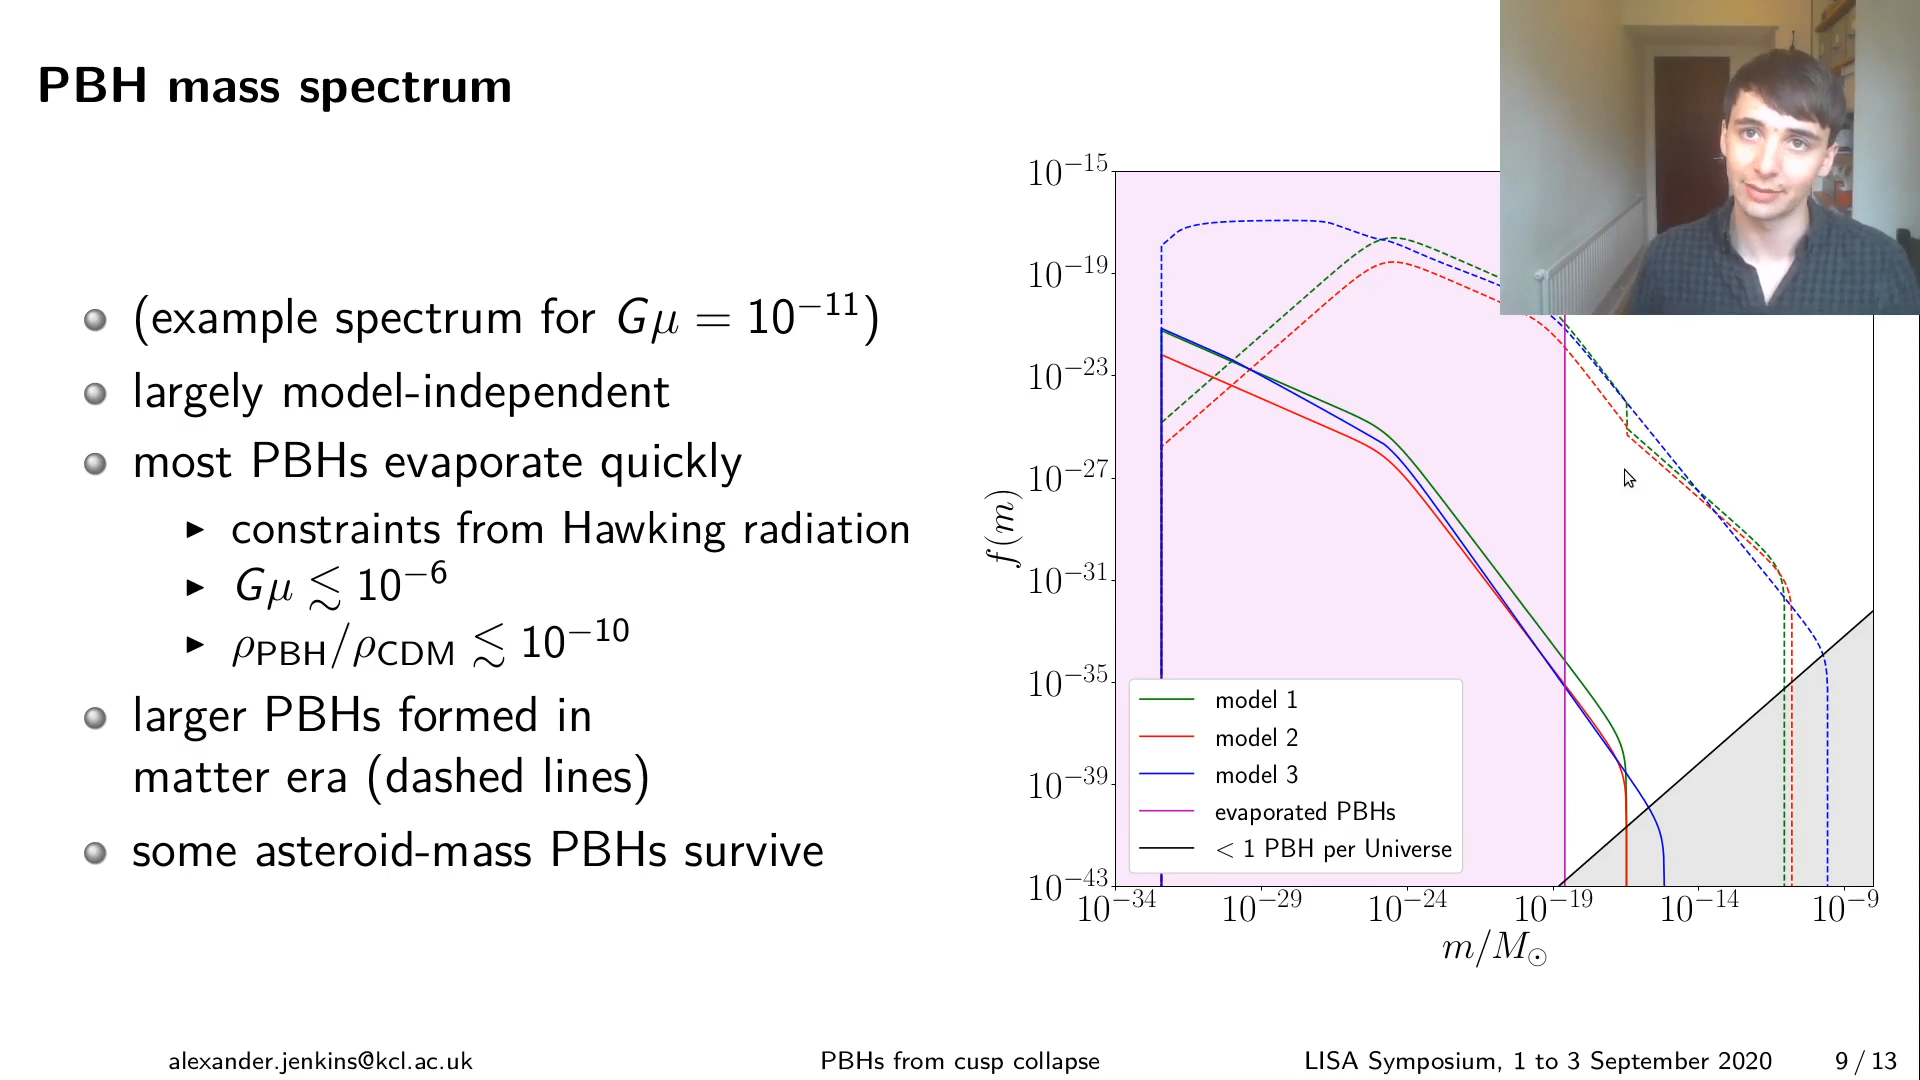 PBH mass spectrum
(example spectrum for Gμ = 10⁻¹¹)
largely model-independent
most PBHs evaporate quickly
constraints from Hawking radiation
Gμ ≲ 10⁻⁶
ρPBH/ρCDM ≲ 10⁻¹⁰
larger PBHs formed in
matter era (dashed lines)
some asteroid-mass PBHs survive
10⁻¹⁵
10⁻¹⁹
10⁻²³
10⁻²⁷
10⁻³¹
10⁻³⁵
10⁻³⁹
10⁻⁴³
f(m)
model 1
model 2
model 3
evaporated PBHs
< 1 PBH per Universe
10⁻³⁴ 10⁻²⁹ 10⁻²⁴ 10⁻¹⁹ 10⁻¹⁴ 10⁻⁹
m/M☉
alexander.jenkins@kcl.ac.uk PBHs from cusp collapse LISA Symposium, 1 to 3 September 2020 9 / 13